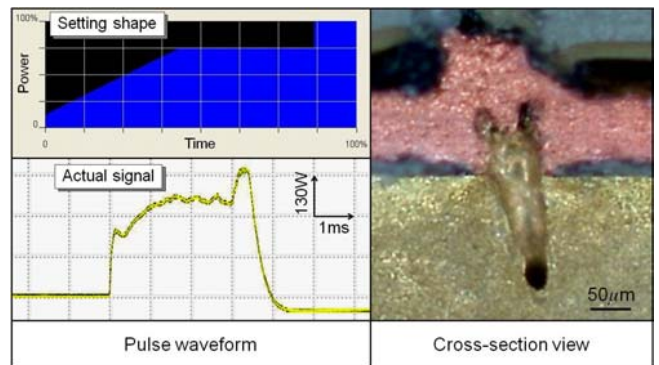 Setting shape
100%
Power
0
0
Time
100%
Actual signal
130W
1ms
50μm
Pulse waveform
Cross-section view